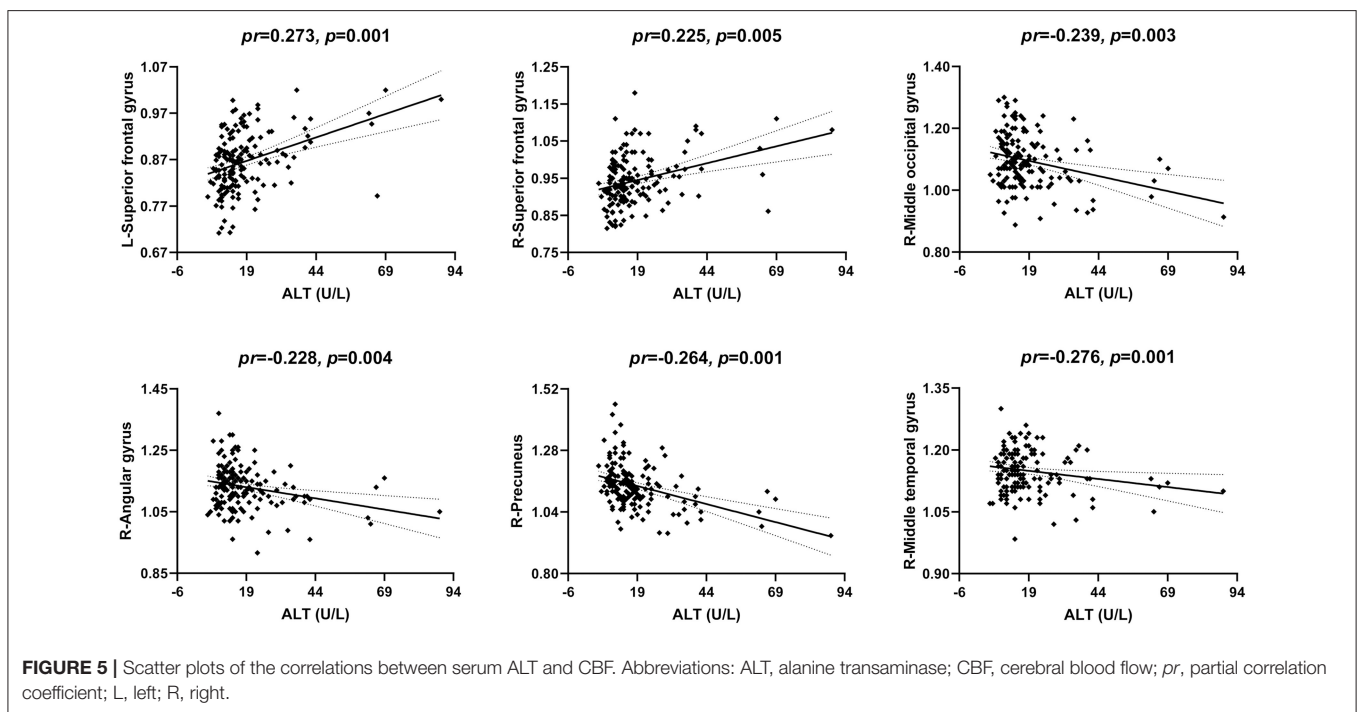 pr=0.273, p=0.001
L-Superior frontal gyrus
1.07
0.97
0.87
0.77
0.67
-6 19 44 69 94
ALT (U/L)
pr=0.225, p=0.005
R-Superior frontal gyrus
1.25
1.15
1.05
0.95
0.85
0.75
-6 19 44 69 94
ALT (U/L)
pr=-0.239, p=0.003
R-Middle occipital gyrus
1.40
1.20
1.00
0.80
-6 19 44 69 94
ALT (U/L)
pr=-0.228, p=0.004
R-Angular gyrus
1.45
1.25
1.05
0.85
-6 19 44 69 94
ALT (U/L)
pr=-0.264, p=0.001
R-Precuneus
1.52
1.28
1.04
0.80
-6 19 44 69 94
ALT (U/L)
pr=-0.276, p=0.001
R-Middle temporal gyrus
1.35
1.20
1.05
0.90
-6 19 44 69 94
ALT (U/L)
FIGURE 5 | Scatter plots of the correlations between serum ALT and CBF. Abbreviations: ALT, alanine transaminase; CBF, cerebral blood flow; pr, partial correlation
coefficient; L, left; R, right.